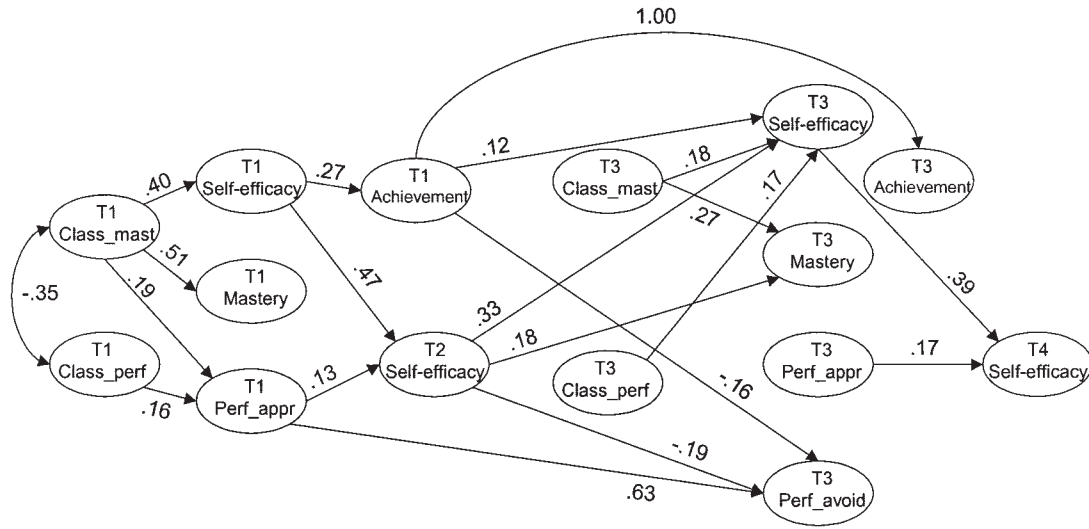 1.00
T3
Self-efficacy
.12
T3
Class_mast
.18
T3
Achievement
T1
Self-efficacy
.27
T1
Achievement
.40
.17
.27
T1
Class_mast
.51
T3
Mastery
T1
Mastery
.19
.47
-.35
.39
.33
.18
T1
Class_perf
T2
Self-efficacy
T3
Class_perf
T3
Perf_appr
.17
T4
Self-efficacy
.13
.16
T1
Perf_appr
-.16
-.19
.63
T3
Perf_avoid